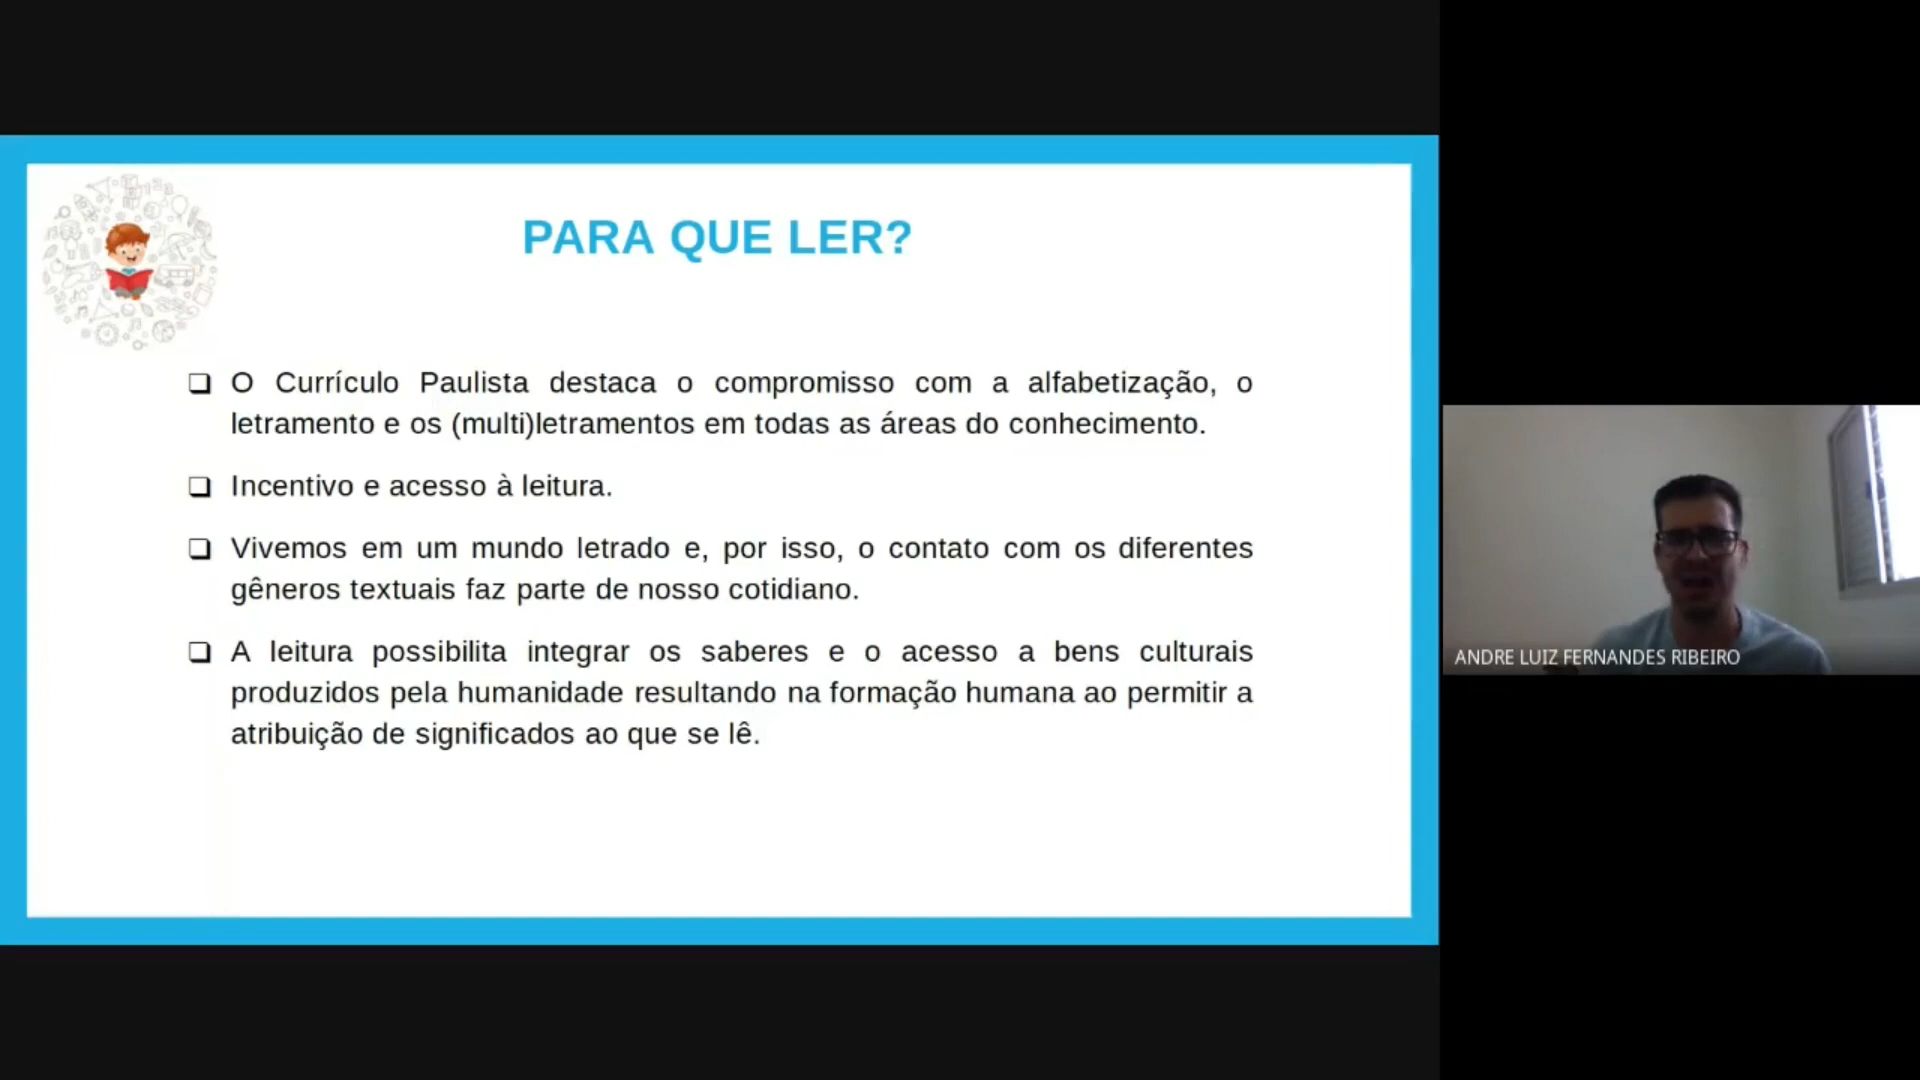 PARA QUE LER?
❑ O Currículo Paulista destaca o compromisso com a alfabetização, o
letramento e os (multi)letramentos em todas as áreas do conhecimento.
❑ Incentivo e acesso à leitura.
❑ Vivemos em um mundo letrado e, por isso, o contato com os diferentes
gêneros textuais faz parte de nosso cotidiano.
❑ A leitura possibilita integrar os saberes e o acesso a bens culturais
produzidos pela humanidade resultando na formação humana ao permitir a
atribuição de significados ao que se lê.
ANDRE LUIZ FERNANDES RIBEIRO